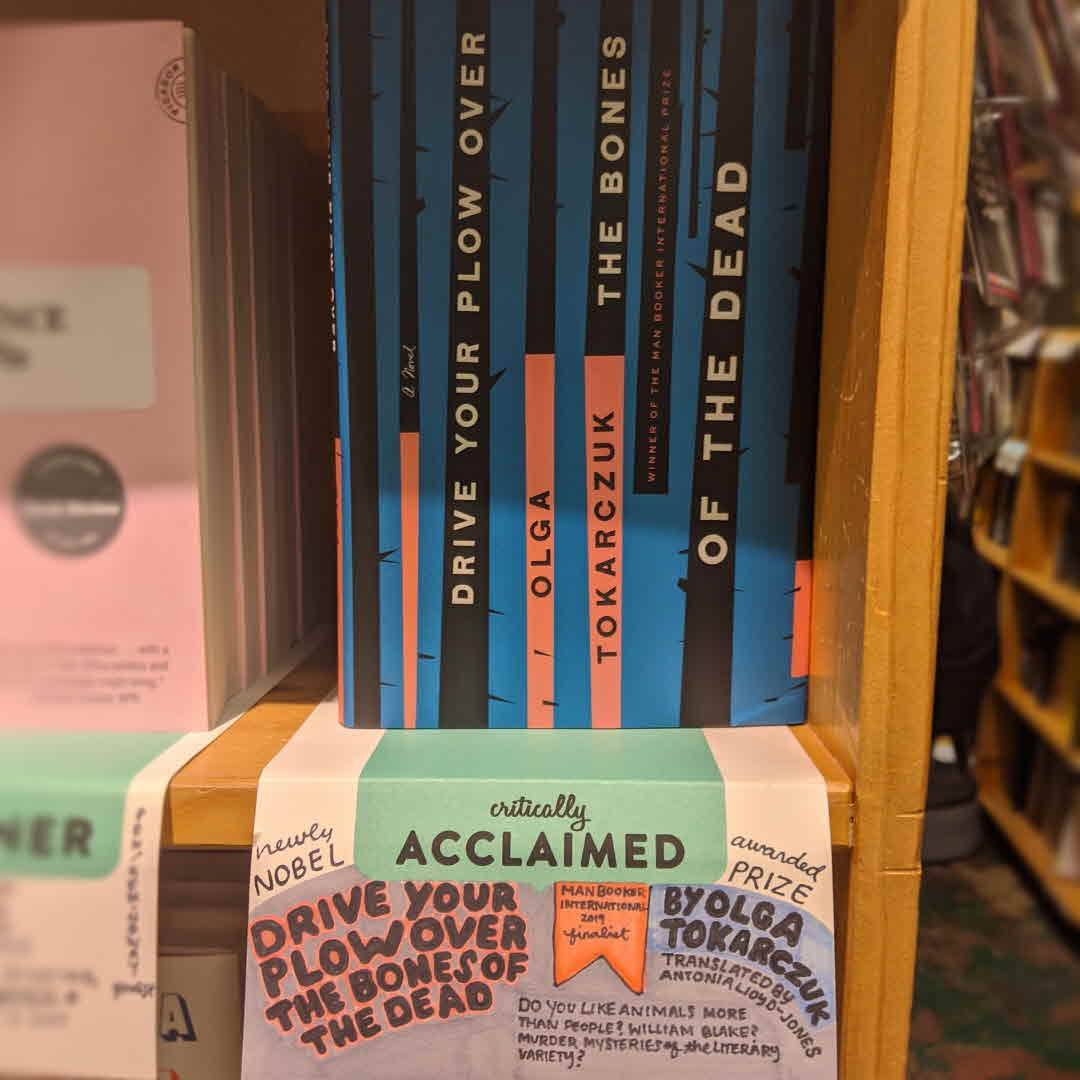 PICADOR
NCE
DRIVE YOUR PLOW OVER
THE BONES
OF THE DEAD
a Novel
OLGA
TOKARCZUK
WINNER OF THE MAN BOOKER INTERNATIONAL PRIZE
critically
ACCLAIMED
newly
NOBEL
awarded
PRIZE
DRIVE YOUR
PLOW OVER
THE BONES OF
THE DEAD
MAN BOOKER
INTERNATIONAL
2019
finalist
BY OLGA
TOKARCZUK
TRANSLATED BY
ANTONIA LLOYD-JONES
DO YOU LIKE ANIMALS MORE
THAN PEOPLE? WILLIAM BLAKE?
MURDER MYSTERIES of the LITERARY
VARIETY?
NER
A